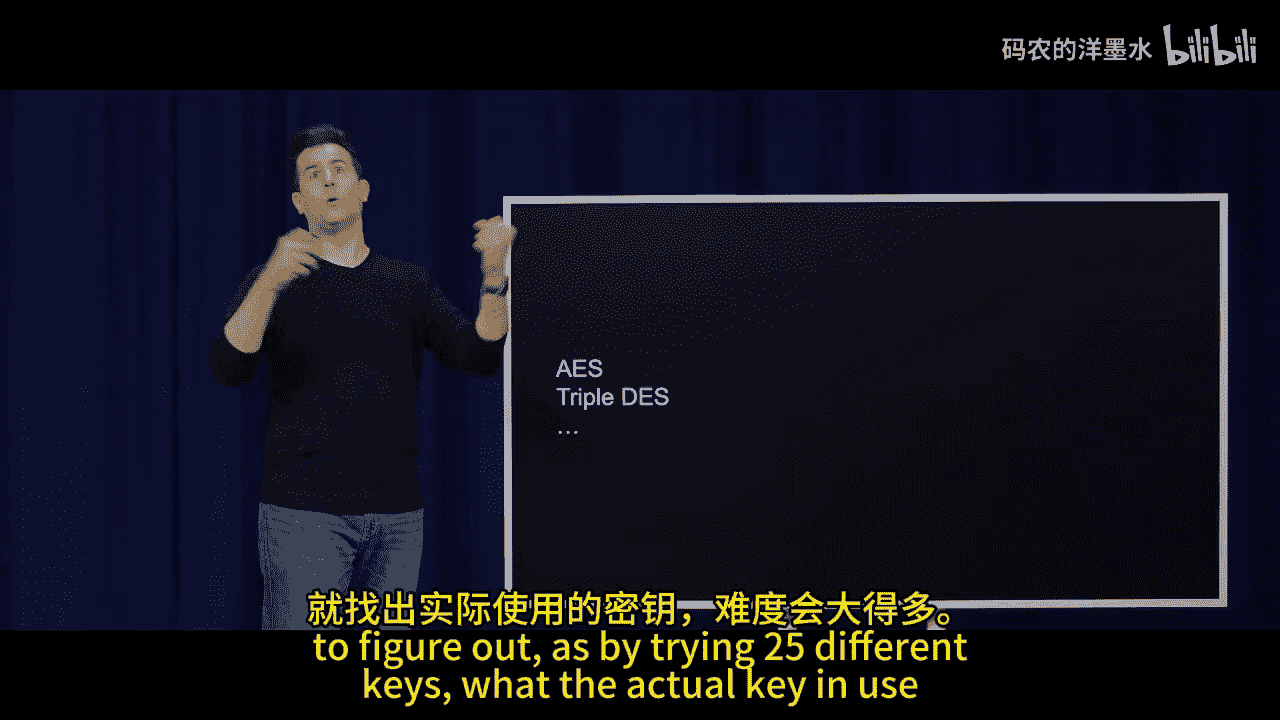 码农的洋墨水 bilibili
AES
Triple DES
...
就找出实际使用的密钥，难度会大得多。
to figure out, as by trying 25 different
keys, what the actual key in use